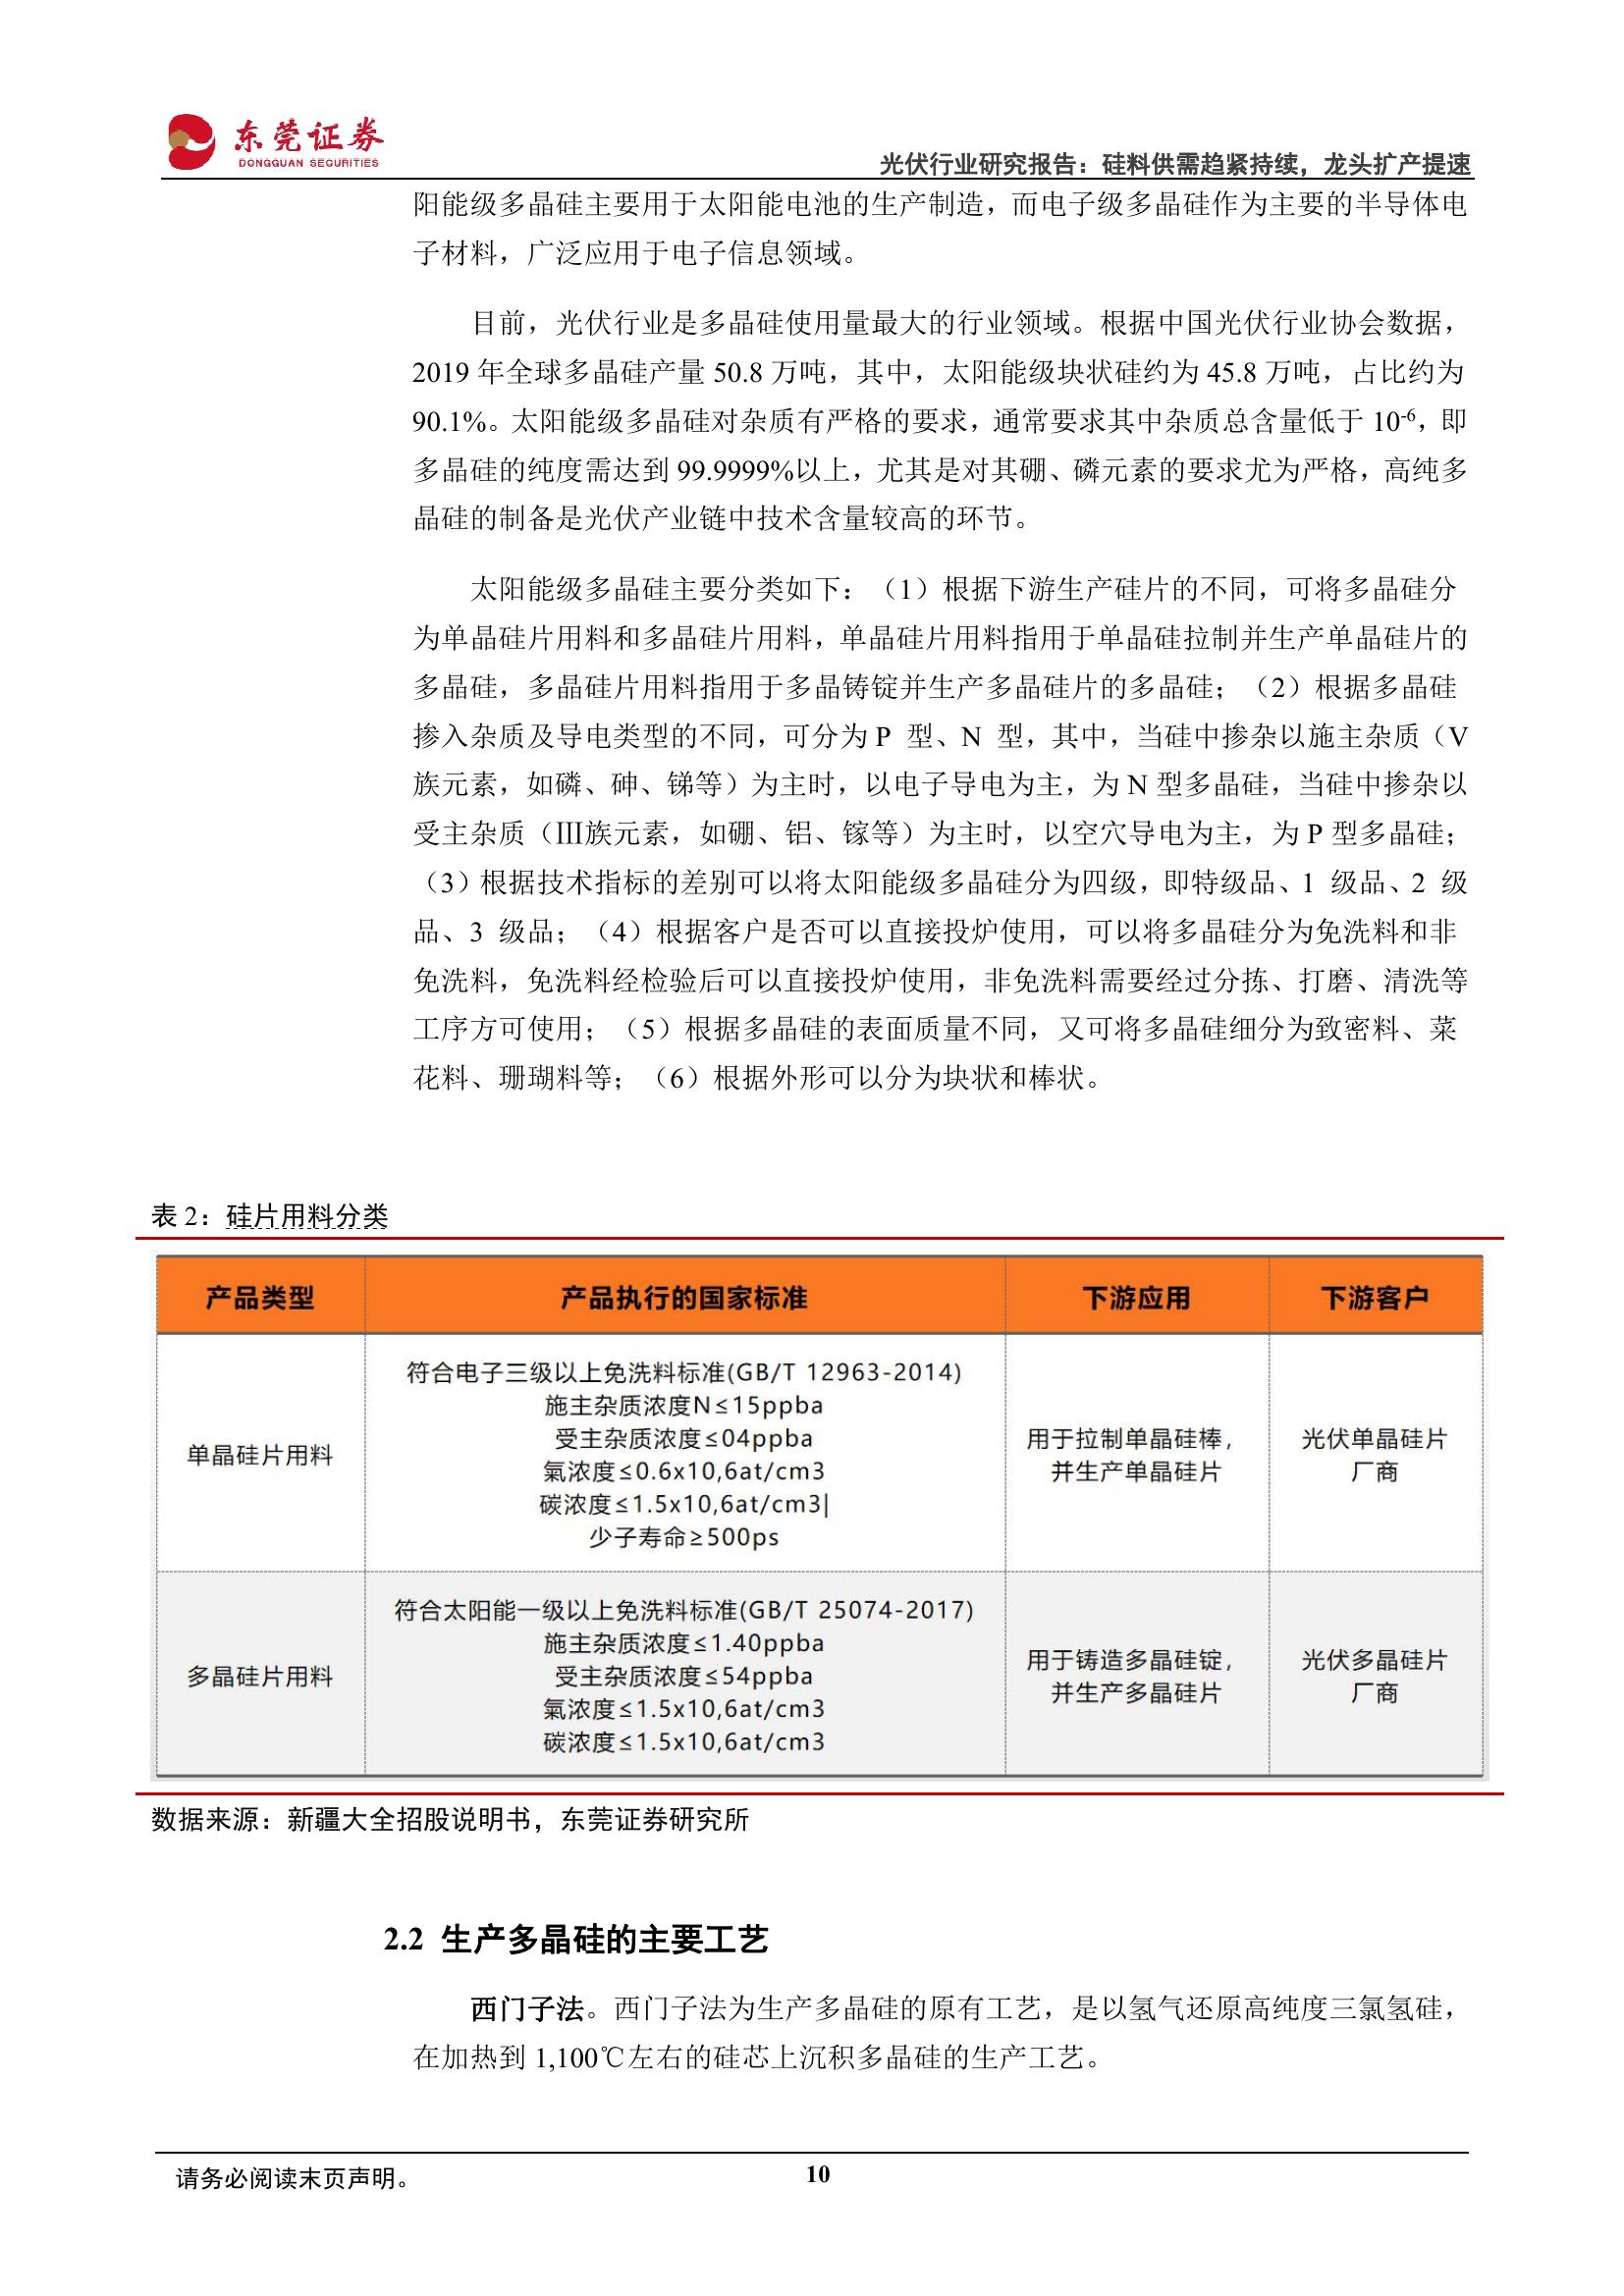 东莞证券
DONGGUAN SECURITIES
光伏行业研究报告：硅料供需趋紧持续，龙头扩产提速
阳能级多晶硅主要用于太阳能电池的生产制造，而电子级多晶硅作为主要的半导体电
子材料，广泛应用于电子信息领域。
目前，光伏行业是多晶硅使用量最大的行业领域。根据中国光伏行业协会数据，
2019 年全球多晶硅产量 50.8 万吨，其中，太阳能级块状硅约为 45.8 万吨，占比约为
90.1%。太阳能级多晶硅对杂质有严格的要求，通常要求其中杂质总含量低于 10⁻⁶，即
多晶硅的纯度需达到 99.9999%以上，尤其是对其硼、磷元素的要求尤为严格，高纯多
晶硅的制备是光伏产业链中技术含量较高的环节。
太阳能级多晶硅主要分类如下：（1）根据下游生产硅片的不同，可将多晶硅分
为单晶硅片用料和多晶硅片用料，单晶硅片用料指用于单晶硅拉制并生产单晶硅片的
多晶硅，多晶硅片用料指用于多晶铸锭并生产多晶硅片的多晶硅；（2）根据多晶硅
掺入杂质及导电类型的不同，可分为 P 型、N 型，其中，当硅中掺杂以施主杂质（V
族元素，如磷、砷、锑等）为主时，以电子导电为主，为 N 型多晶硅，当硅中掺杂以
受主杂质（Ⅲ族元素，如硼、铝、镓等）为主时，以空穴导电为主，为 P 型多晶硅；
（3）根据技术指标的差别可以将太阳能级多晶硅分为四级，即特级品、1 级品、2 级
品、3 级品；（4）根据客户是否可以直接投炉使用，可以将多晶硅分为免洗料和非
免洗料，免洗料经检验后可以直接投炉使用，非免洗料需要经过分拣、打磨、清洗等
工序方可使用；（5）根据多晶硅的表面质量不同，又可将多晶硅细分为致密料、菜
花料、珊瑚料等；（6）根据外形可以分为块状和棒状。
表 2：硅片用料分类
产品类型 产品执行的国家标准 下游应用 下游客户
单晶硅片用料
符合电子三级以上免洗料标准(GB/T 12963-2014)
施主杂质浓度N≤15ppba
受主杂质浓度≤04ppba
氧浓度≤0.6x10,6at/cm3
碳浓度≤1.5x10,6at/cm3|
少子寿命≥500ps
用于拉制单晶硅棒,
并生产单晶硅片
光伏单晶硅片
厂商
多晶硅片用料
符合太阳能一级以上免洗料标准(GB/T 25074-2017)
施主杂质浓度≤1.40ppba
受主杂质浓度≤54ppba
氧浓度≤1.5x10,6at/cm3
碳浓度≤1.5x10,6at/cm3
用于铸造多晶硅锭,
并生产多晶硅片
光伏多晶硅片
厂商
数据来源：新疆大全招股说明书，东莞证券研究所
2.2 生产多晶硅的主要工艺
西门子法。西门子法为生产多晶硅的原有工艺，是以氢气还原高纯度三氯氢硅，
在加热到 1,100℃左右的硅芯上沉积多晶硅的生产工艺。
请务必阅读末页声明。
10